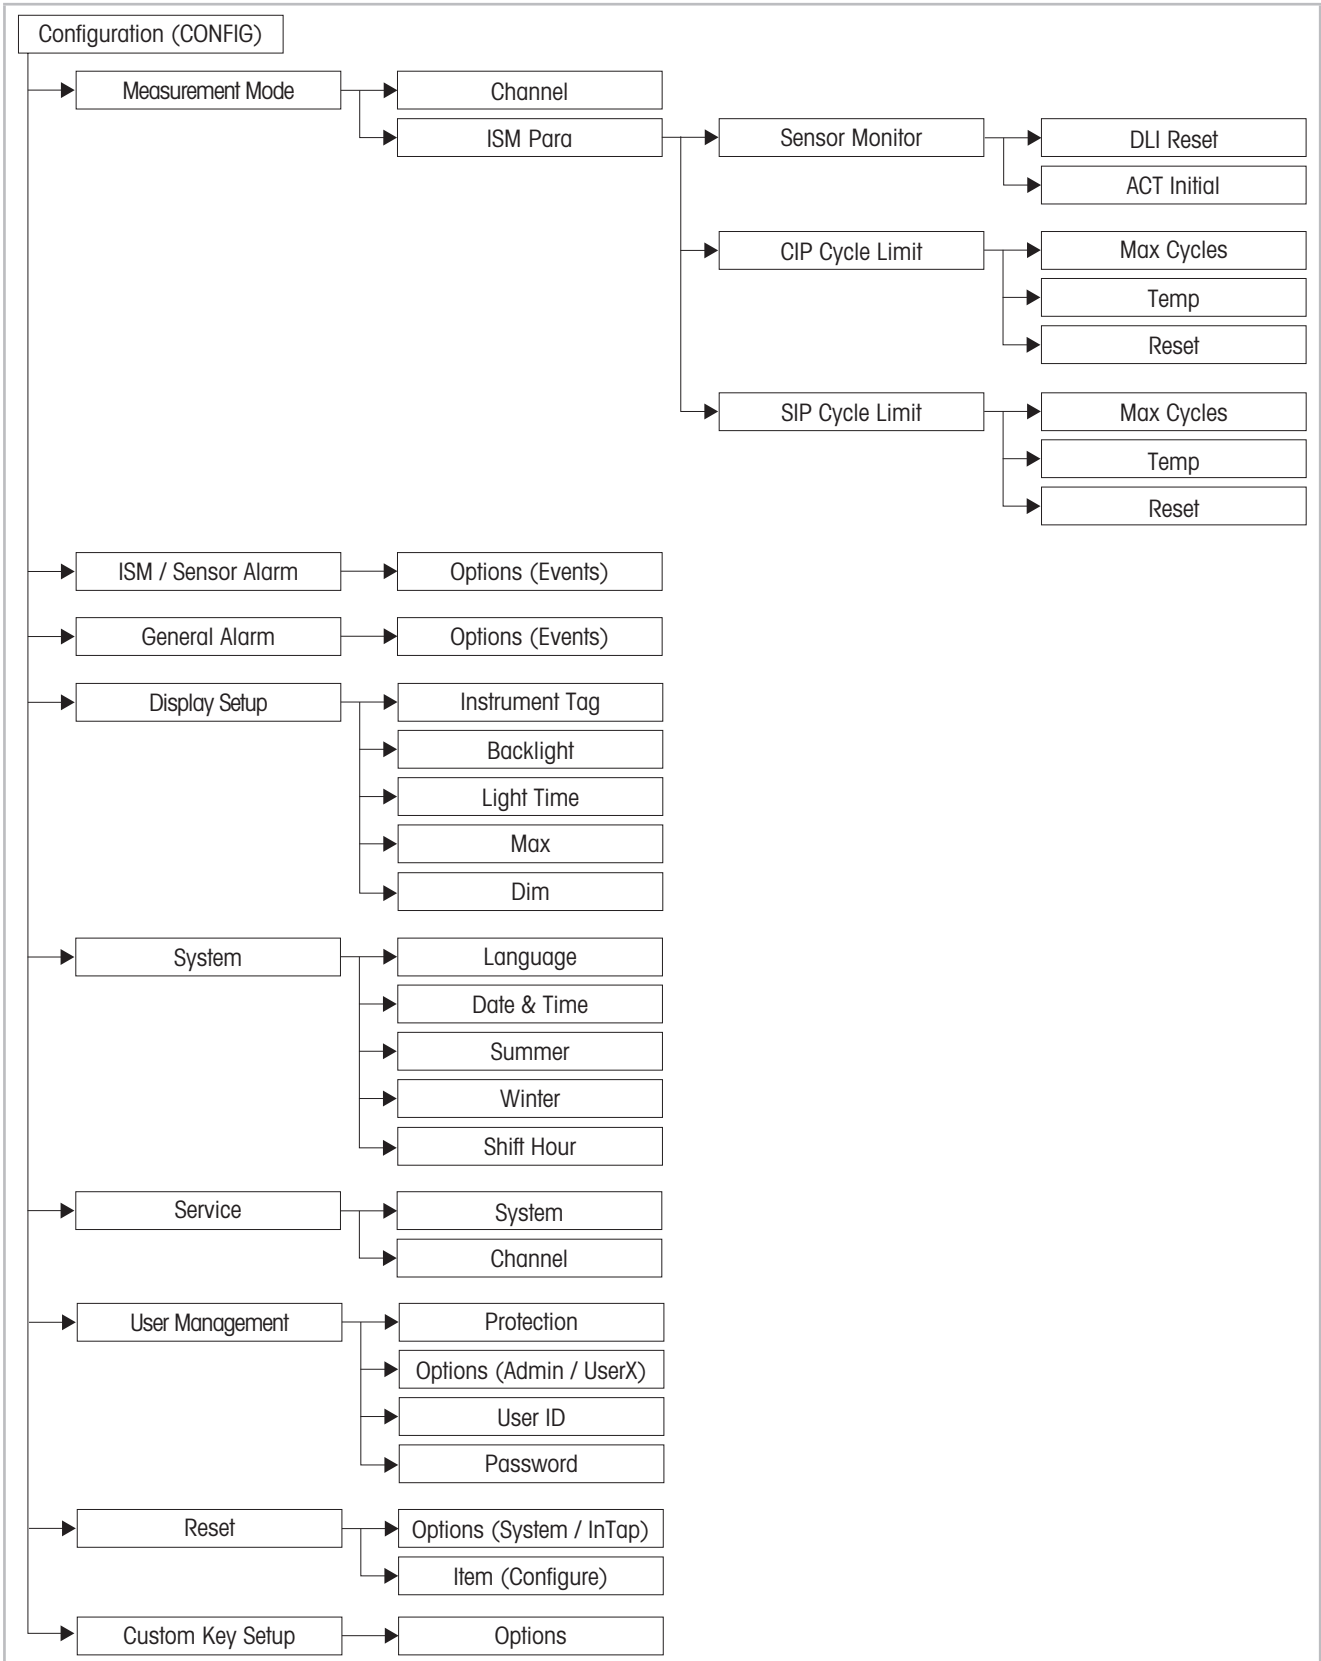 Configuration (CONFIG)
Measurement Mode
Channel
ISM Para
Sensor Monitor
DLI Reset
ACT Initial
CIP Cycle Limit
Max Cycles
Temp
Reset
SIP Cycle Limit
Max Cycles
Temp
Reset
ISM / Sensor Alarm
Options (Events)
General Alarm
Options (Events)
Display Setup
Instrument Tag
Backlight
Light Time
Max
Dim
System
Language
Date & Time
Summer
Winter
Shift Hour
Service
System
Channel
User Management
Protection
Options (Admin / UserX)
User ID
Password
Reset
Options (System / InTap)
Item (Configure)
Custom Key Setup
Options